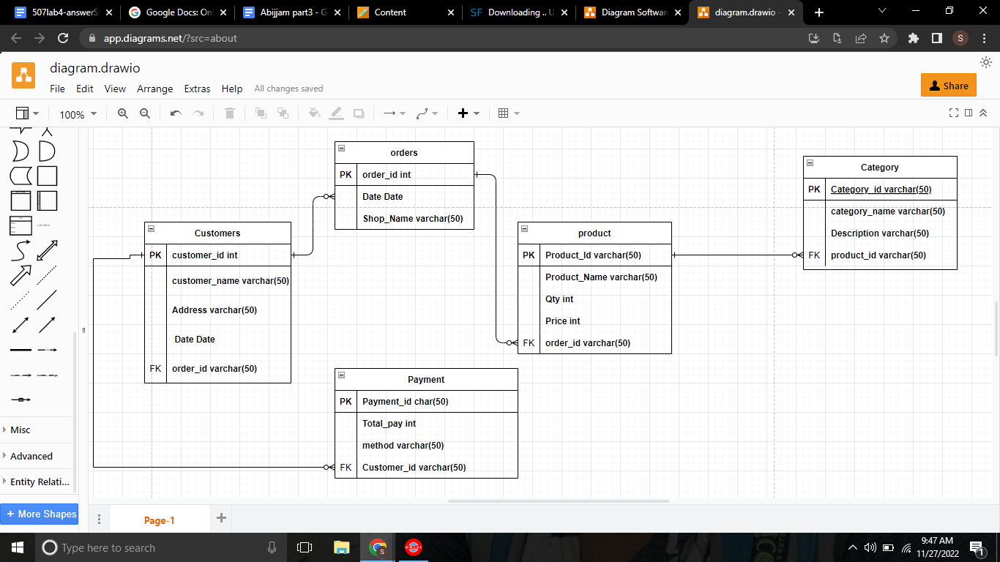 507lab4-answerS
Google Docs: Onl
Abijjam part3 - G
Content
SF Downloading .. U
Diagram Software
diagram.drawio -
app.diagrams.net/?src=about
S
diagram.drawio
File Edit View Arrange Extras Help All changes saved
Share
100%
orders
PK order_id int
Date Date
Shop_Name varchar(50)
Category
PK Category_id varchar(50)
category_name varchar(50)
Description varchar(50)
FK product_id varchar(50)
Customers
PK customer_id int
customer_name varchar(50)
Address varchar(50)
Date Date
FK order_id varchar(50)
product
PK Product_Id varchar(50)
Product_Name varchar(50)
Qty int
Price int
FK order_id varchar(50)
Payment
PK Payment_id char(50)
Total_pay int
method varchar(50)
FK Customer_id varchar(50)
Misc
Advanced
Entity Relati...
+ More Shapes
Page-1
Type here to search
9:47 AM
11/27/2022
1